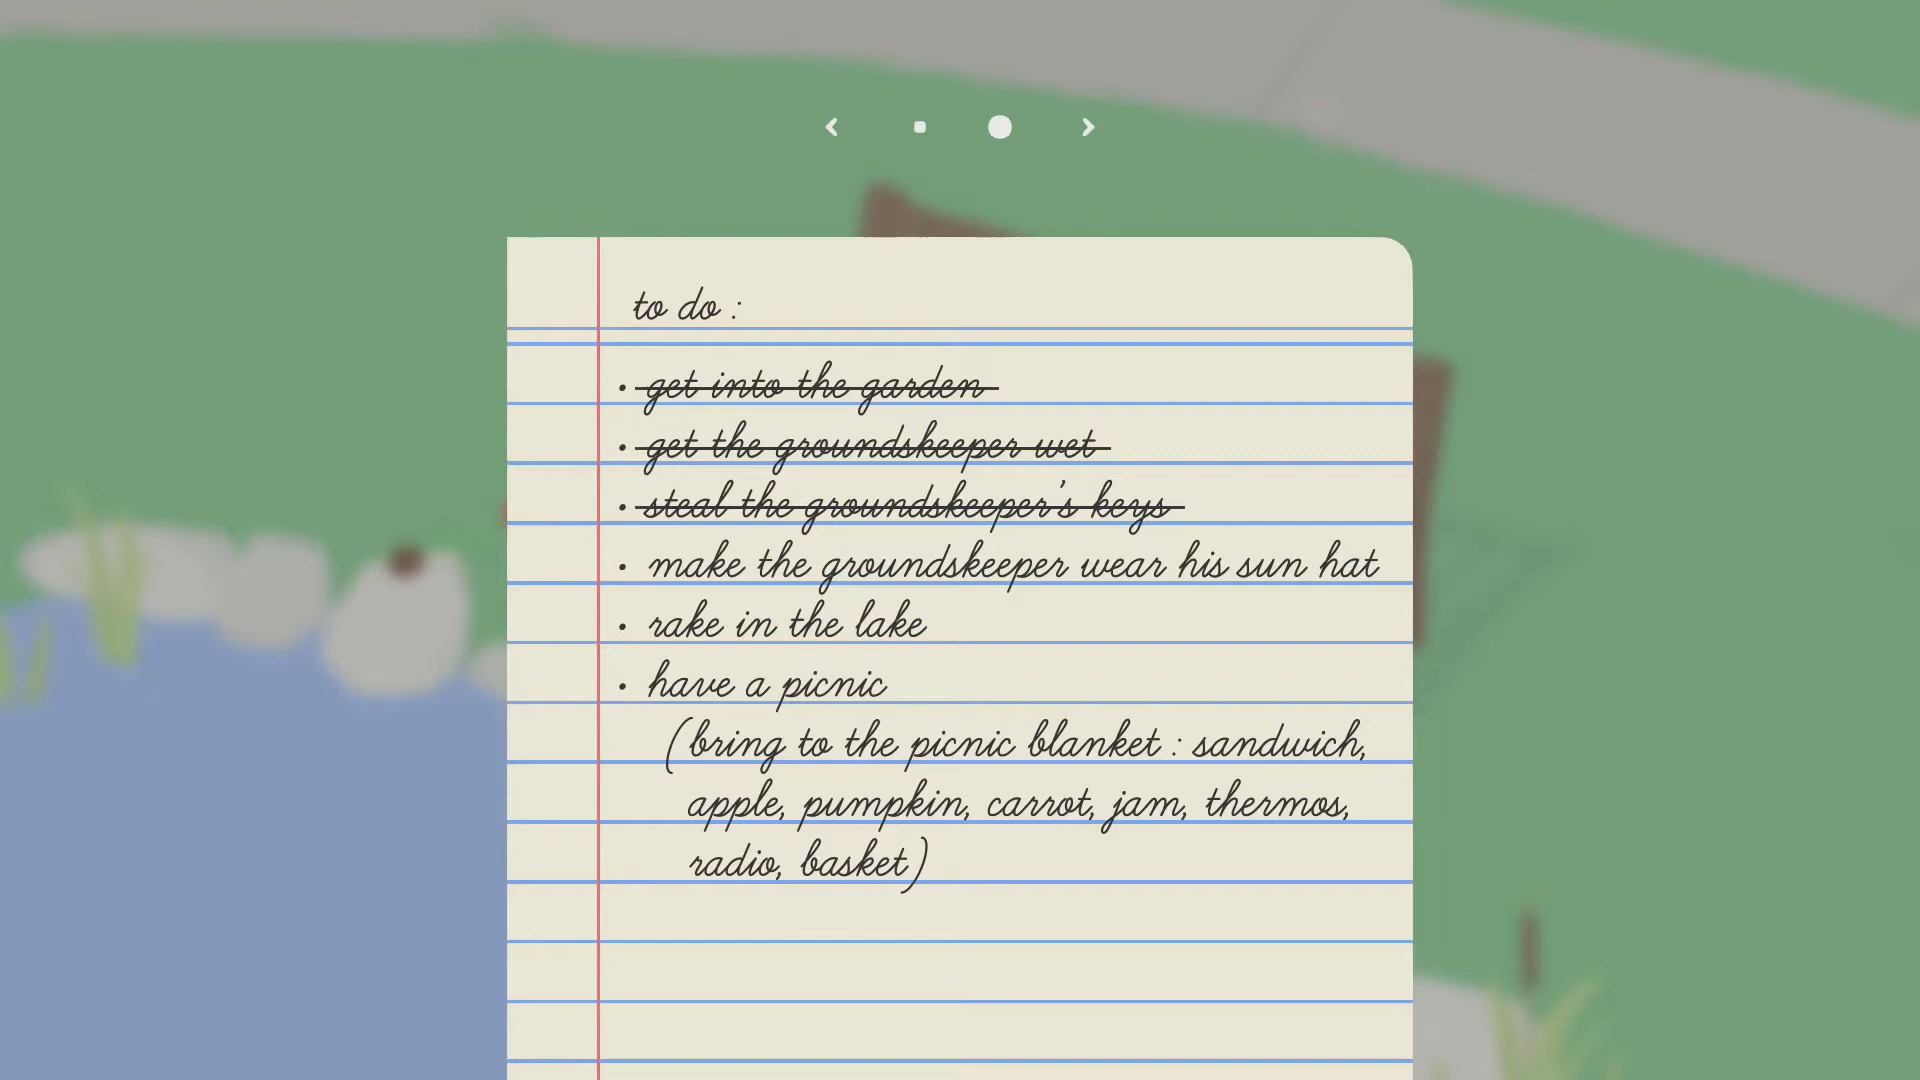 to do :
• get into the garden
• get the groundskeeper wet
• steal the groundskeeper's keys
• make the groundskeeper wear his sun hat
• rake in the lake
• have a picnic
(bring to the picnic blanket : sandwich,
apple, pumpkin, carrot, jam, thermos,
radio, basket)